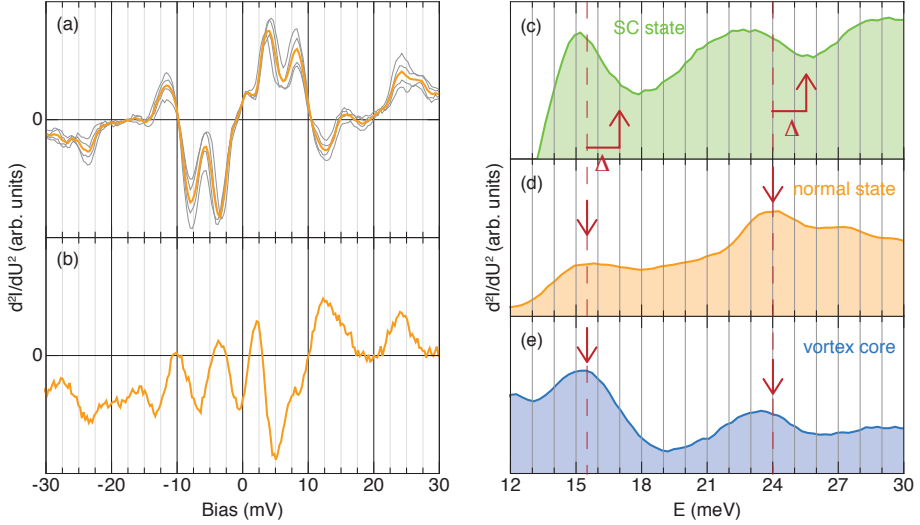 (a)
0
d²I/dU² (arb. units)
(b)
0
-30 -20 -10 0 10 20 30
Bias (mV)
(c)
SC state
Δ
Δ
(d)
normal state
d²I/dU² (arb. units)
(e)
vortex core
12 15 18 21 24 27 30
E (meV)